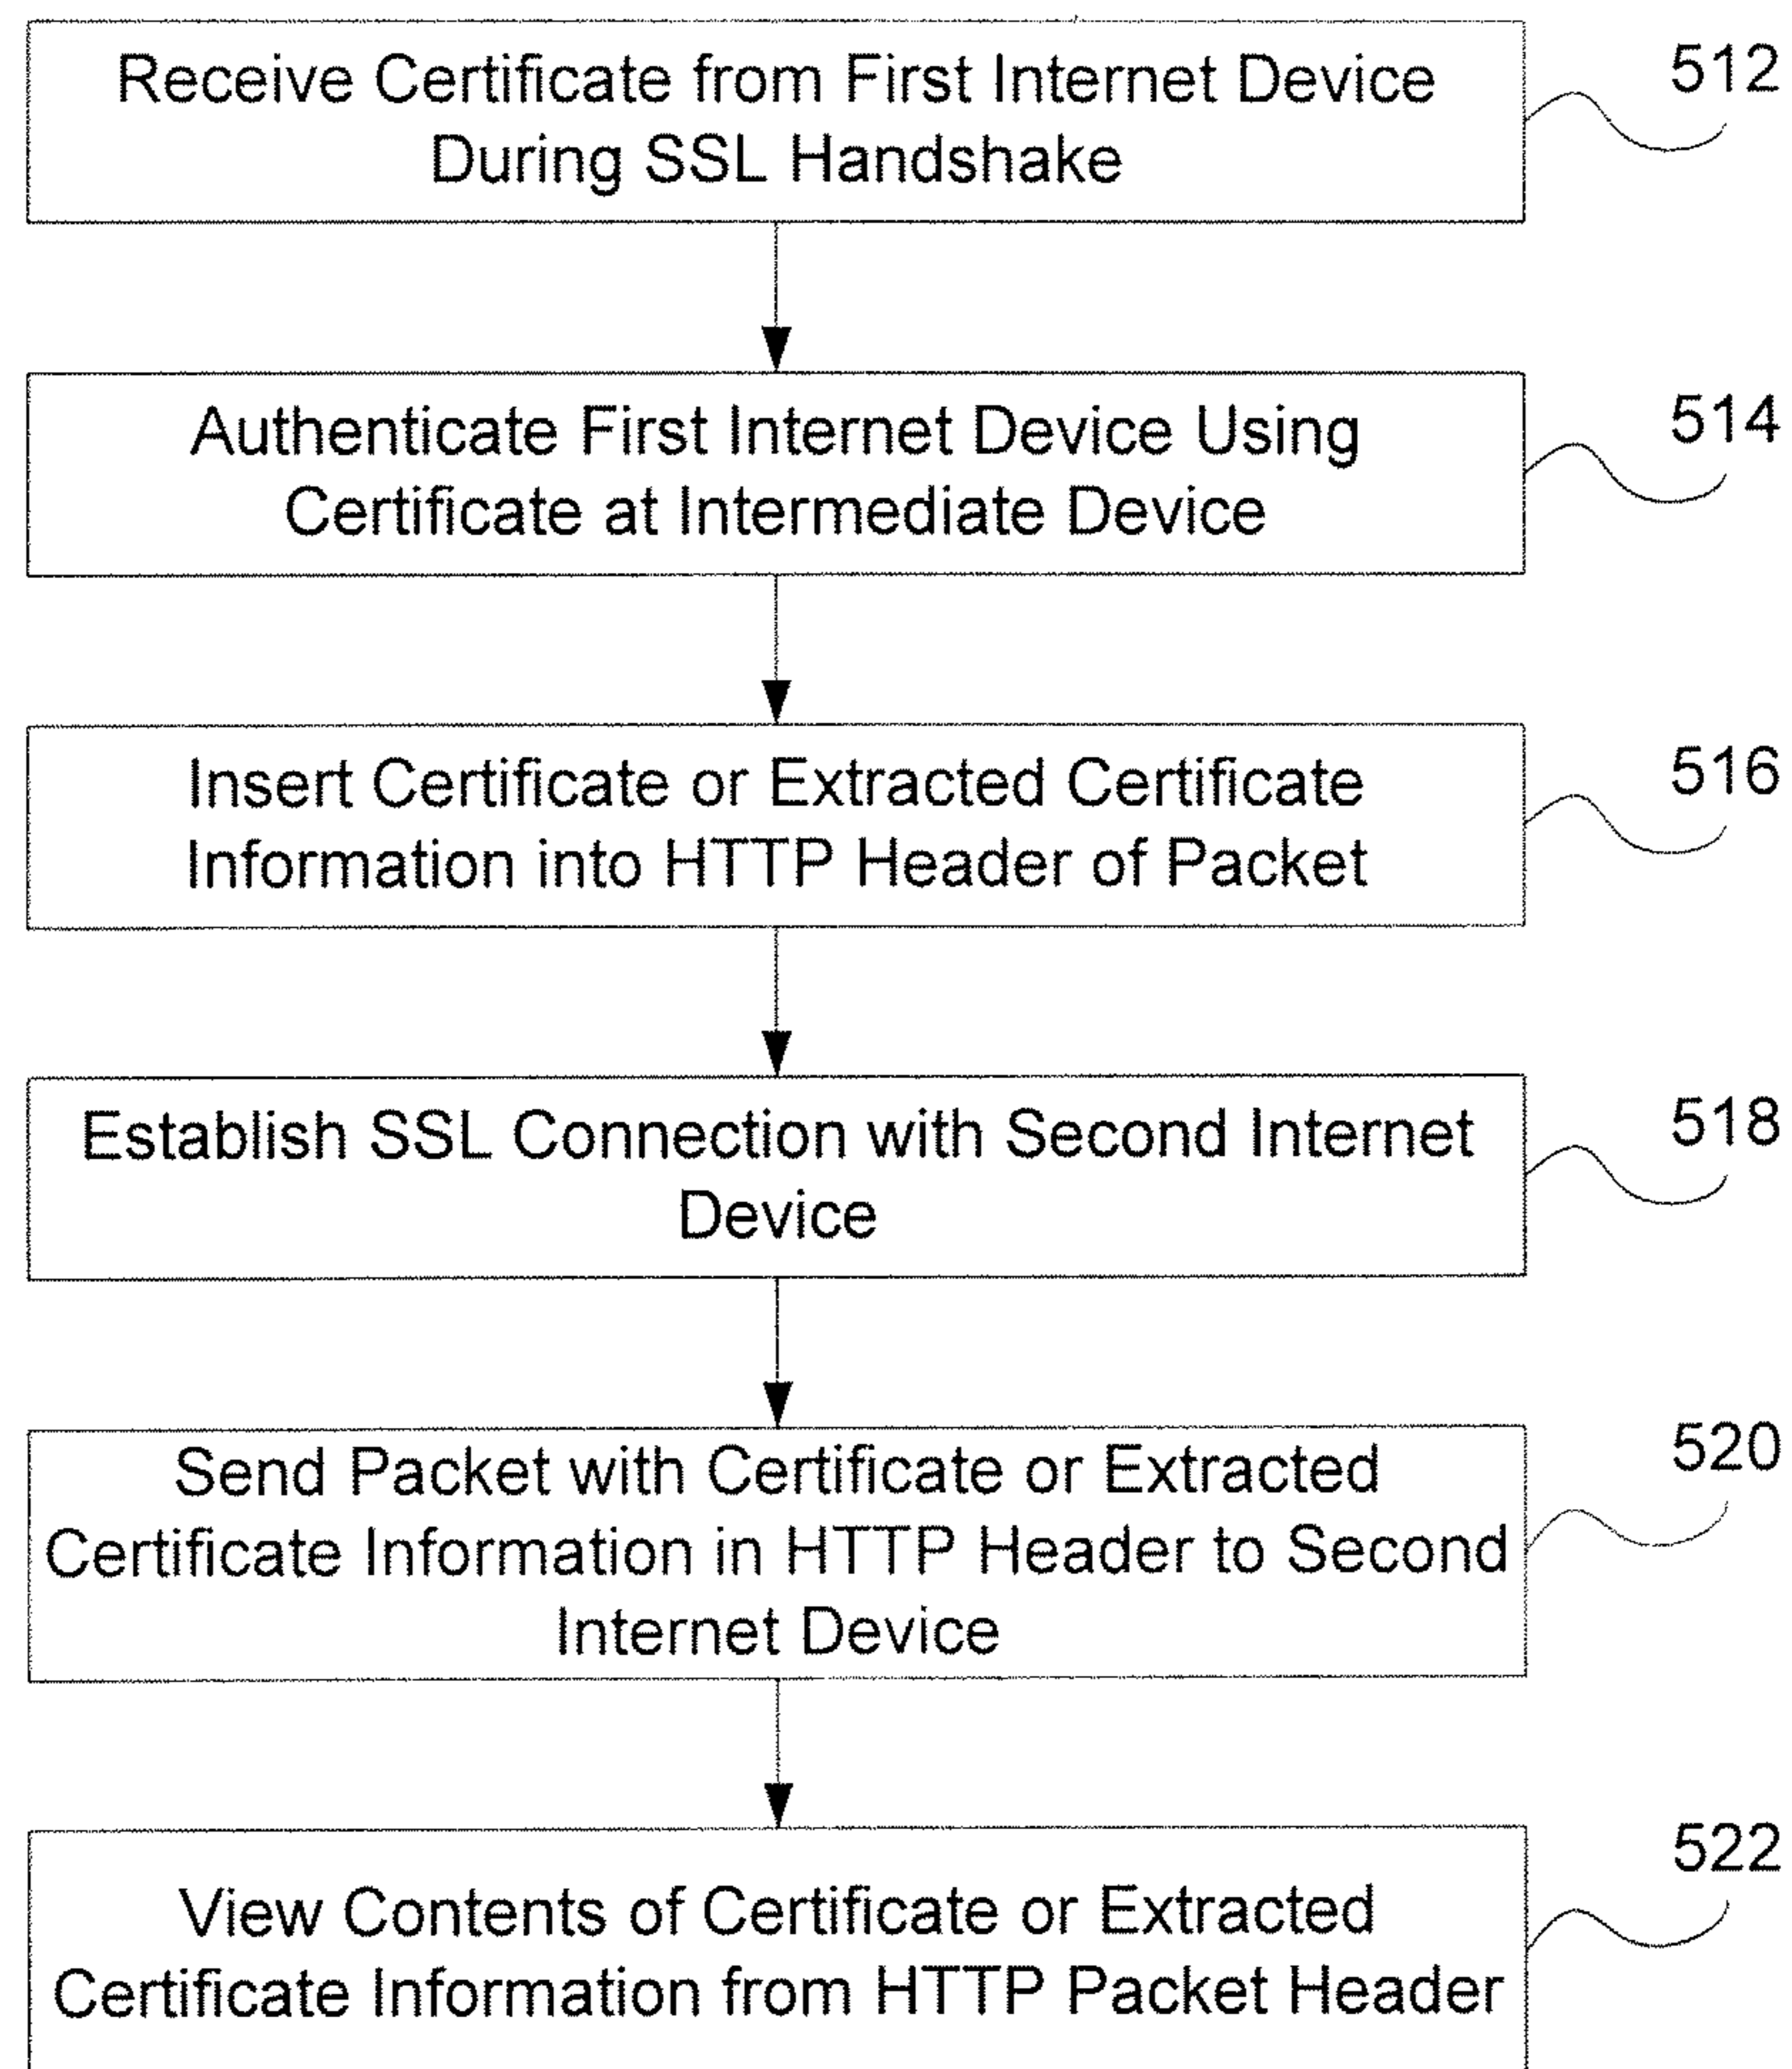 Receive Certificate from First Internet Device
During SSL Handshake
512
Authenticate First Internet Device Using
Certificate at Intermediate Device
514
Insert Certificate or Extracted Certificate
Information into HTTP Header of Packet
516
Establish SSL Connection with Second Internet
Device
518
Send Packet with Certificate or Extracted
Certificate Information in HTTP Header to Second
Internet Device
520
View Contents of Certificate or Extracted
Certificate Information from HTTP Packet Header
522